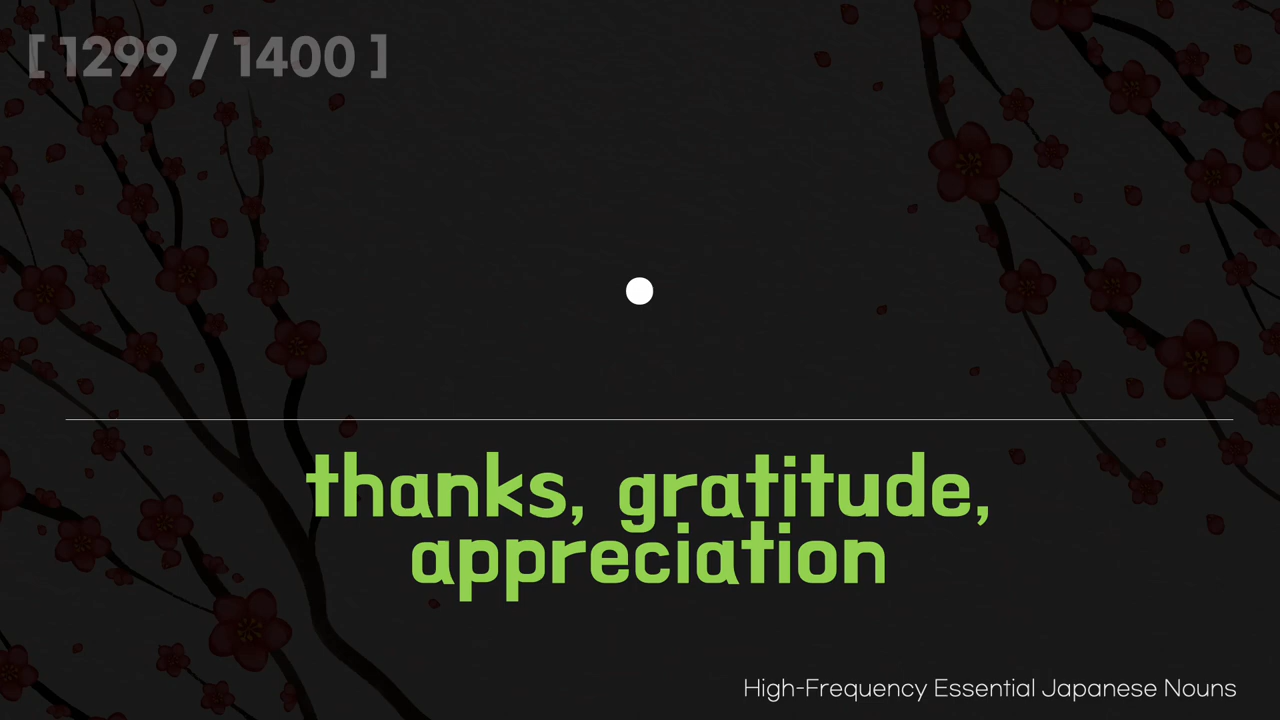 [ 1299 / 1400 ]
thanks, gratitude,
appreciation
High-Frequency Essential Japanese Nouns